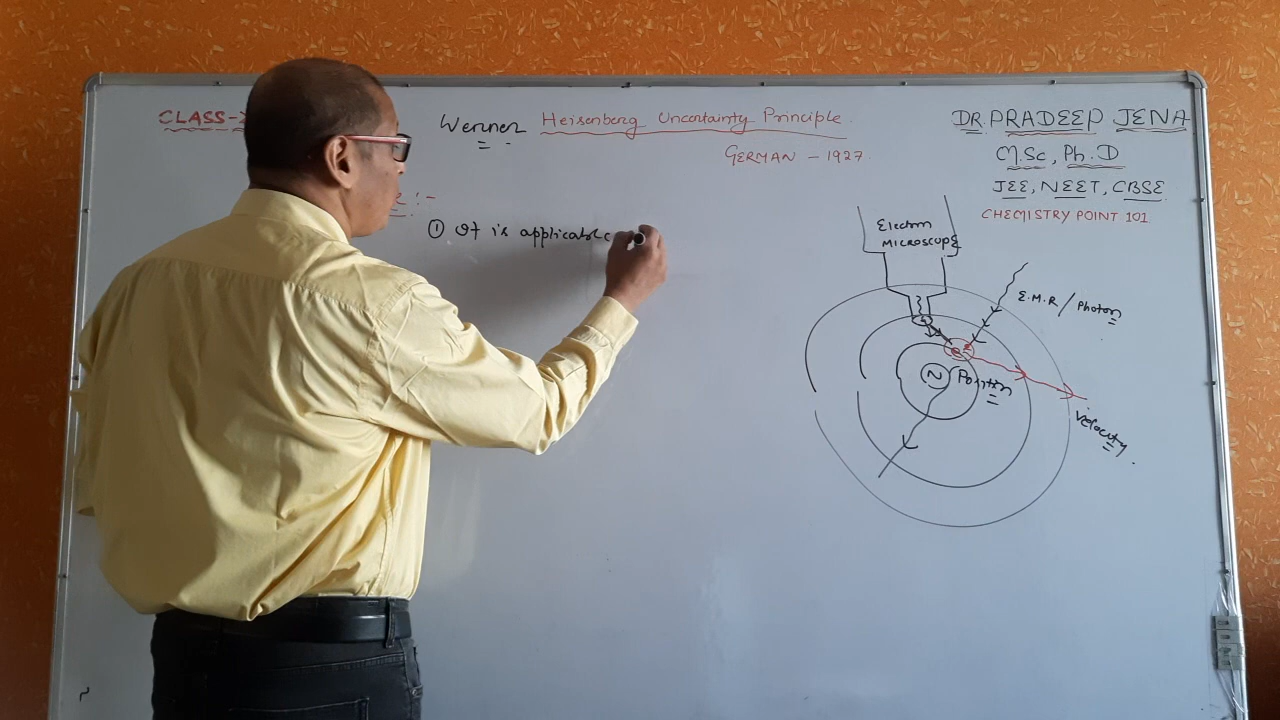 CLASS-X
Werner Heisenberg Uncertainty Principle
GERMAN - 1927.
① It is applicable
DR. PRADEEP JENA
M.Sc, Ph.D
JEE, NEET, CBSE
CHEMISTRY POINT 101
Electron
MICROSCOPE
E.M.R / Photon
e
N
Position
velocity.